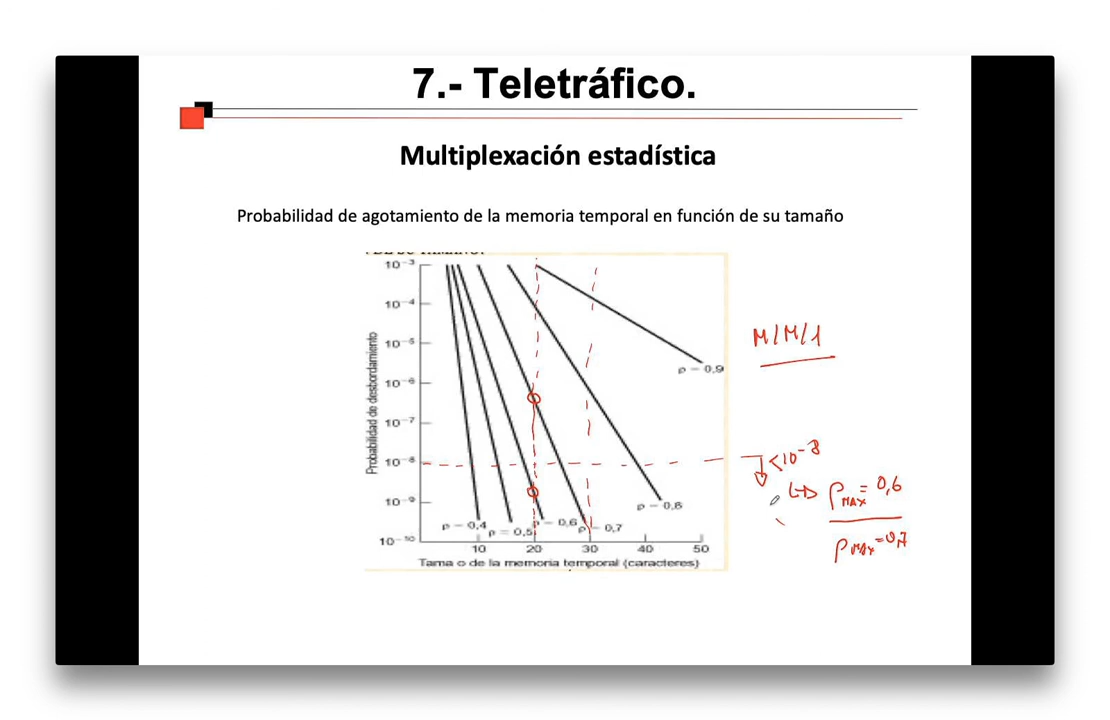 7.- Teletráfico.
Multiplexación estadística
Probabilidad de agotamiento de la memoria temporal en función de su tamaño
10⁻³
10⁻⁴
10⁻⁵
10⁻⁶
10⁻⁷
10⁻⁸
10⁻⁹
10⁻¹⁰
Probabilidad de desbordamiento
ρ – 0,9
ρ – 0,8
ρ – 0,4
ρ = 0,5
– 0,6
ρ – 0,7
10 20 30 40 50
Tama o de la memoria temporal (caracteres)
M/M/1
<10⁻⁸
↳ ρ MAX = 0,6
ρ MAX = 0,7